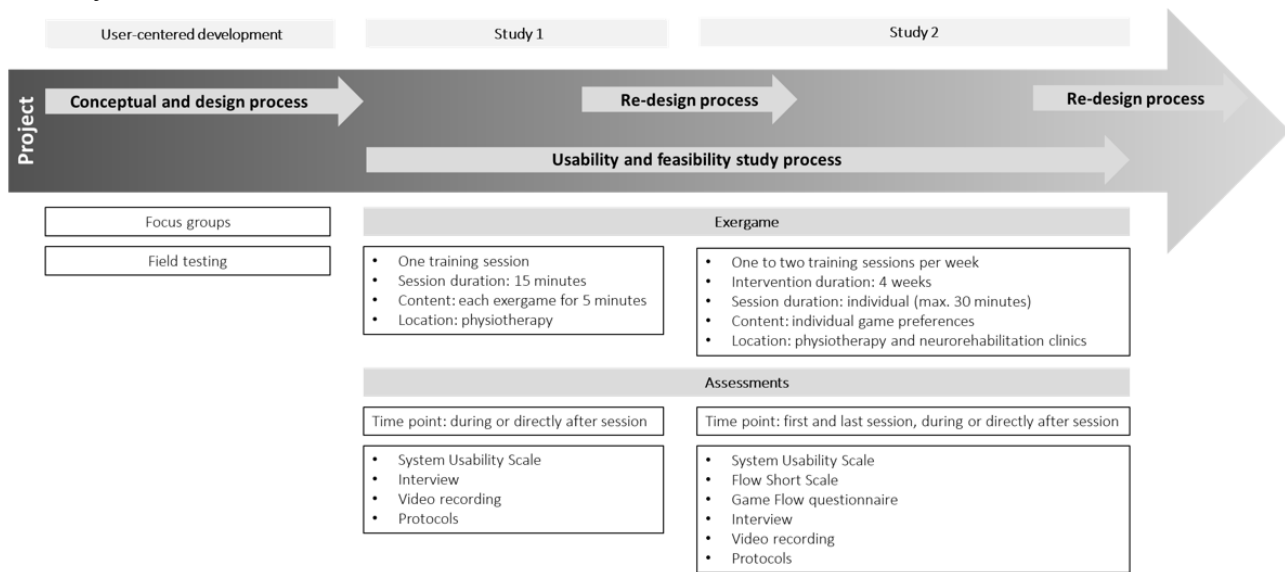 User-centered development
Study 1
Study 2
Project
Conceptual and design process
Re-design process
Re-design process
Usability and feasibility study process
Focus groups
Field testing
Exergame
• One training session
• Session duration: 15 minutes
• Content: each exergame for 5 minutes
• Location: physiotherapy
• One to two training sessions per week
• Intervention duration: 4 weeks
• Session duration: individual (max. 30 minutes)
• Content: individual game preferences
• Location: physiotherapy and neurorehabilitation clinics
Assessments
Time point: during or directly after session
Time point: first and last session, during or directly after session
• System Usability Scale
• Interview
• Video recording
• Protocols
• System Usability Scale
• Flow Short Scale
• Game Flow questionnaire
• Interview
• Video recording
• Protocols